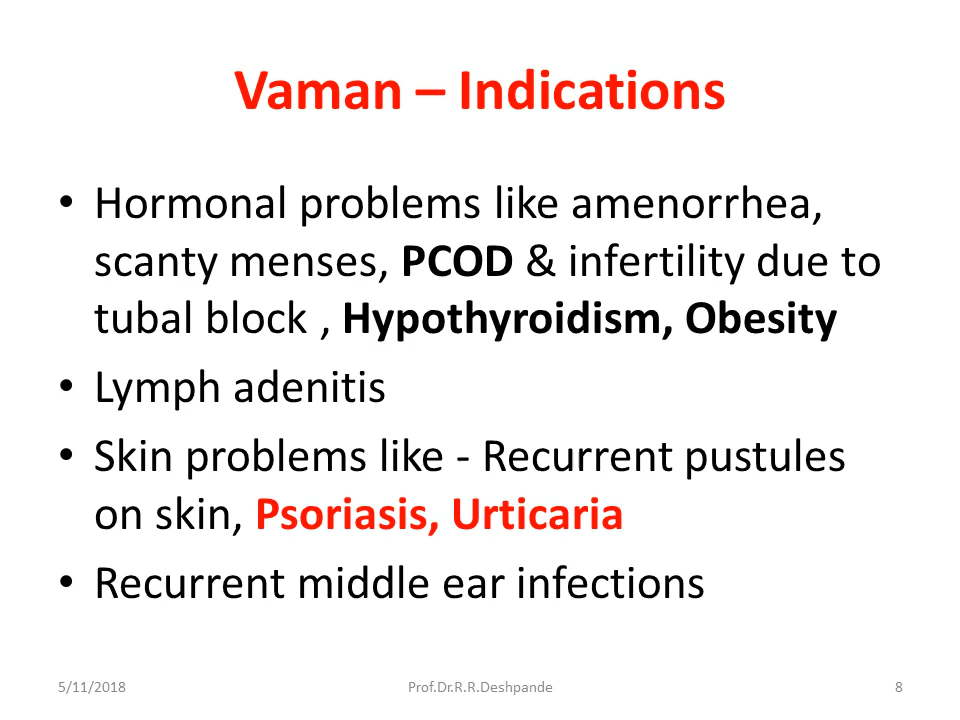 Vaman – Indications
• Hormonal problems like amenorrhea,
scanty menses, PCOD & infertility due to
tubal block , Hypothyroidism, Obesity
• Lymph adenitis
• Skin problems like - Recurrent pustules
on skin, Psoriasis, Urticaria
• Recurrent middle ear infections
5/11/2018 Prof.Dr.R.R.Deshpande 8